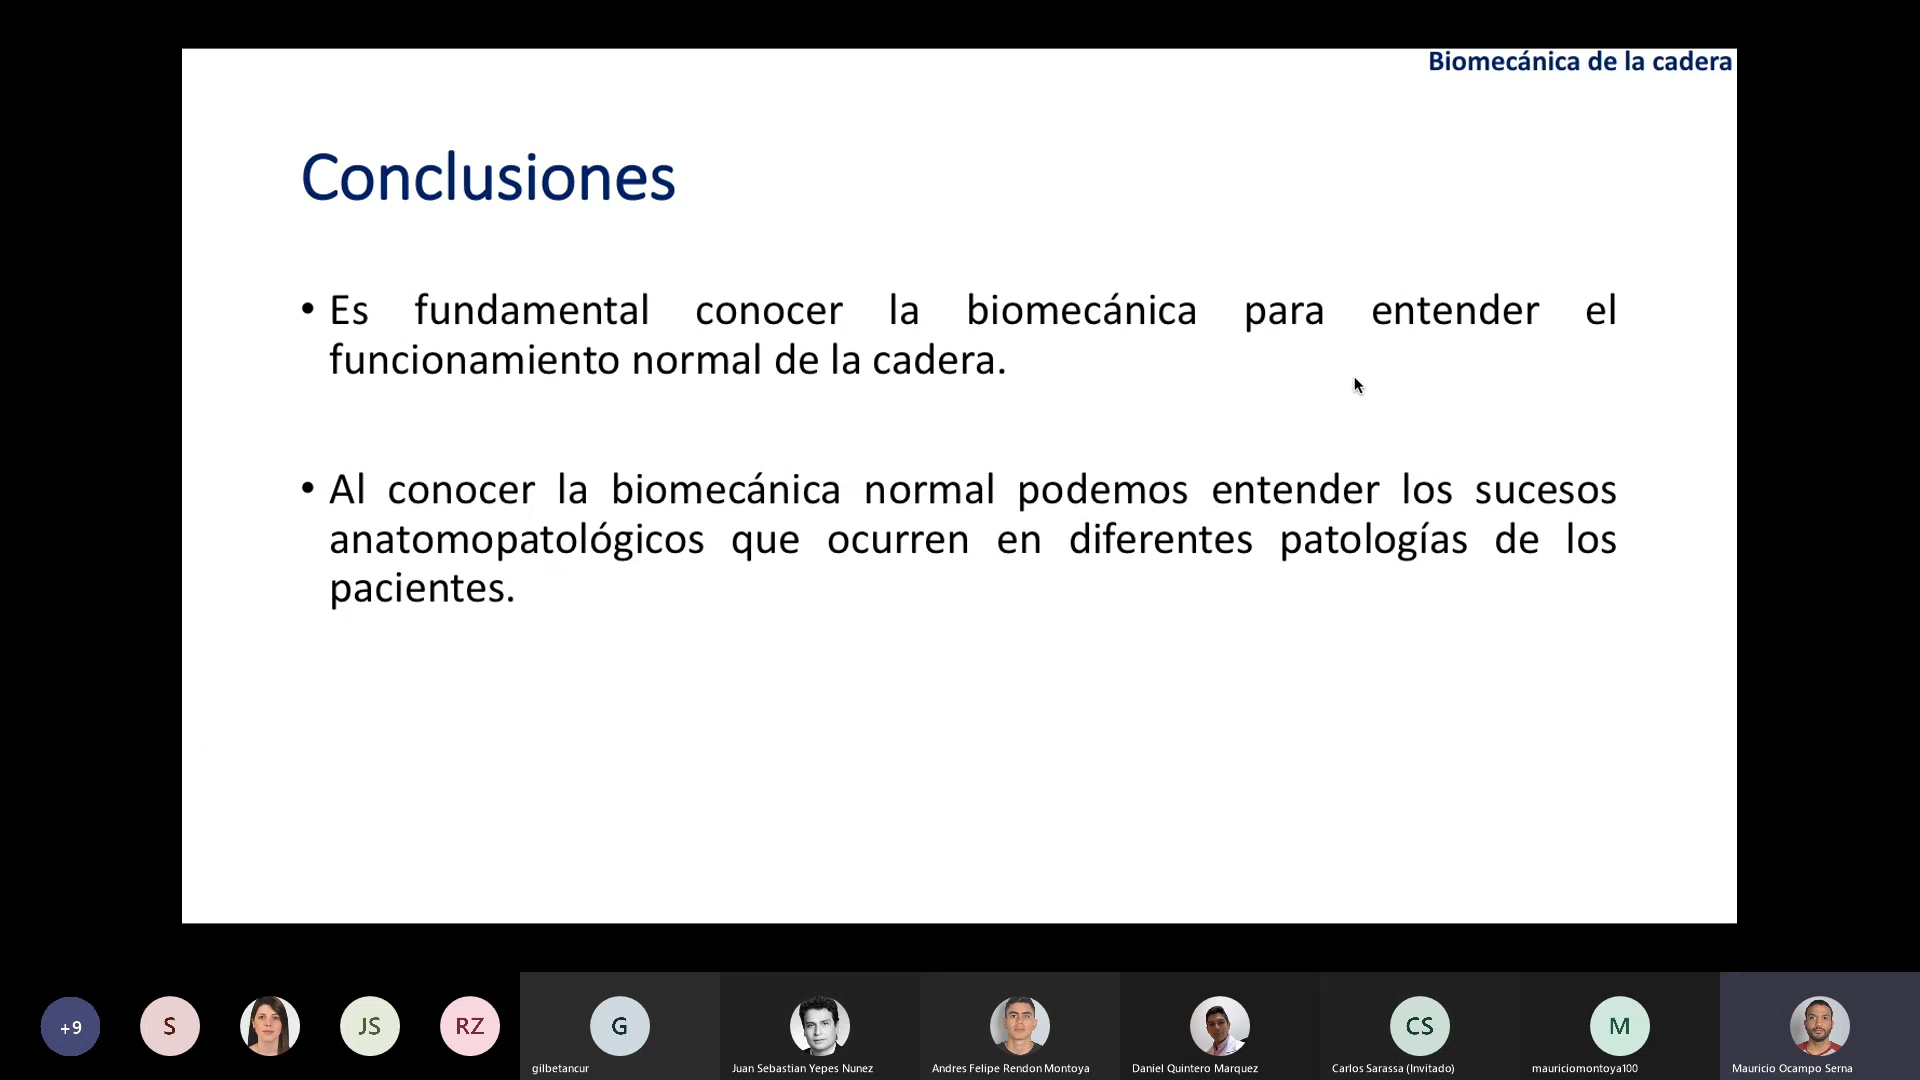 Biomecánica de la cadera
Conclusiones
• Es fundamental conocer la biomecánica para entender el
funcionamiento normal de la cadera.
• Al conocer la biomecánica normal podemos entender los sucesos
anatomopatológicos que ocurren en diferentes patologías de los
pacientes.
+9
S
JS
RZ
G
CS
M
gilbetancur
Juan Sebastian Yepes Nunez
Andres Felipe Rendon Montoya
Daniel Quintero Marquez
Carlos Sarassa (Invitado)
mauriciomontoya100
Mauricio Ocampo Serna